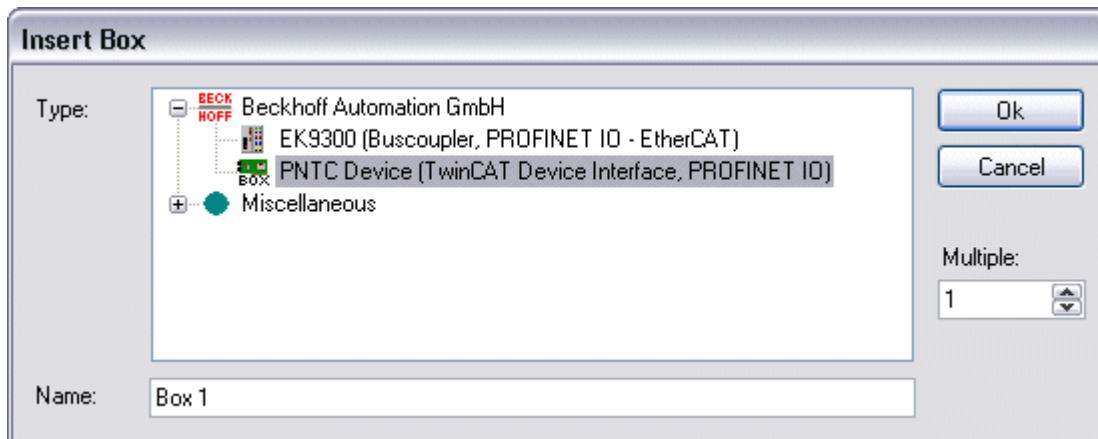 Insert Box
Type:
BECK
HOFF
Beckhoff Automation GmbH
EK9300 (Buscoupler, PROFINET IO - EtherCAT)
BOX
PNTC Device (TwinCAT Device Interface, PROFINET IO)
Miscellaneous
Ok
Cancel
Multiple:
1
Name:
Box 1